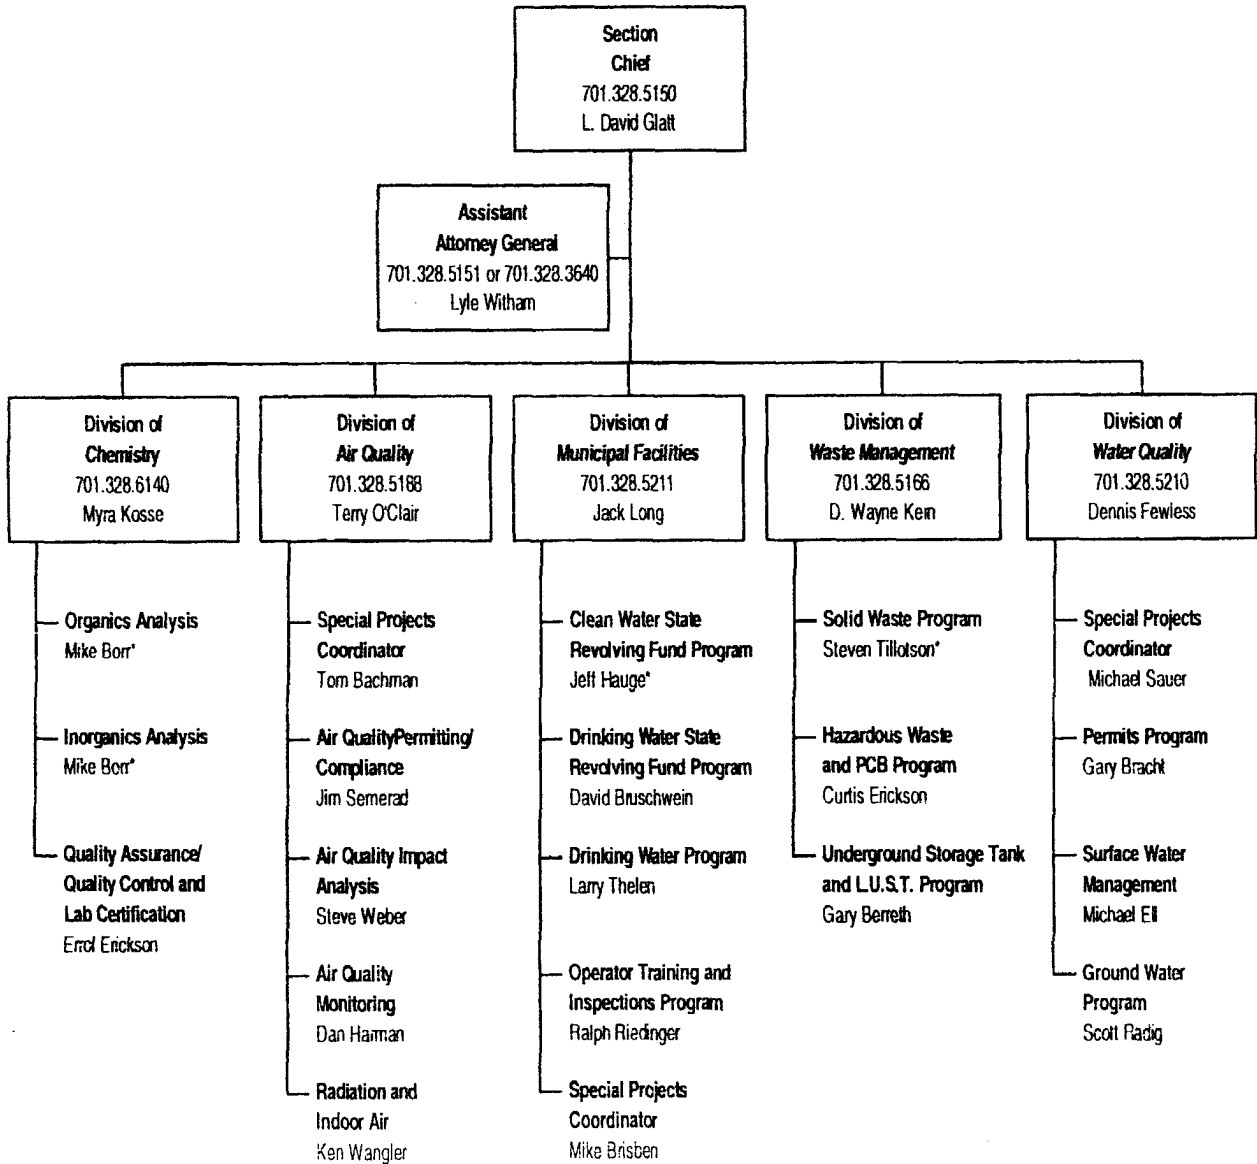 Section
Chief
701.328.5150
L. David Glatt
Assistant
Attorney General
701.328.5151 or 701.328.3640
Lyle Witham
Division of
Chemistry
701.328.6140
Myra Kosse
Organics Analysis
Mike Borr*
Inorganics Analysis
Mike Borr*
Quality Assurance/
Quality Control and
Lab Certification
Errol Erickson
Division of
Air Quality
701.328.5188
Terry O'Clair
Special Projects
Coordinator
Tom Bachman
Air QualityPermitting/
Compliance
Jim Semerad
Air Quality Impact
Analysis
Steve Weber
Air Quality
Monitoring
Dan Harman
Radiation and
Indoor Air
Ken Wangler
Division of
Municipal Facilities
701.328.5211
Jack Long
Clean Water State
Revolving Fund Program
Jeff Hauge*
Drinking Water State
Revolving Fund Program
David Bruschwein
Drinking Water Program
Larry Thelen
Operator Training and
Inspections Program
Ralph Riedinger
Special Projects
Coordinator
Mike Brisben
Division of
Waste Management
701.328.5166
D. Wayne Kern
Solid Waste Program
Steven Tillotson*
Hazardous Waste
and PCB Program
Curtis Erickson
Underground Storage Tank
and L.U.S.T. Program
Gary Berreth
Division of
Water Quality
701.328.5210
Dennis Fewless
Special Projects
Coordinator
Michael Sauer
Permits Program
Gary Bracht
Surface Water
Management
Michael Ell
Ground Water
Program
Scott Radig